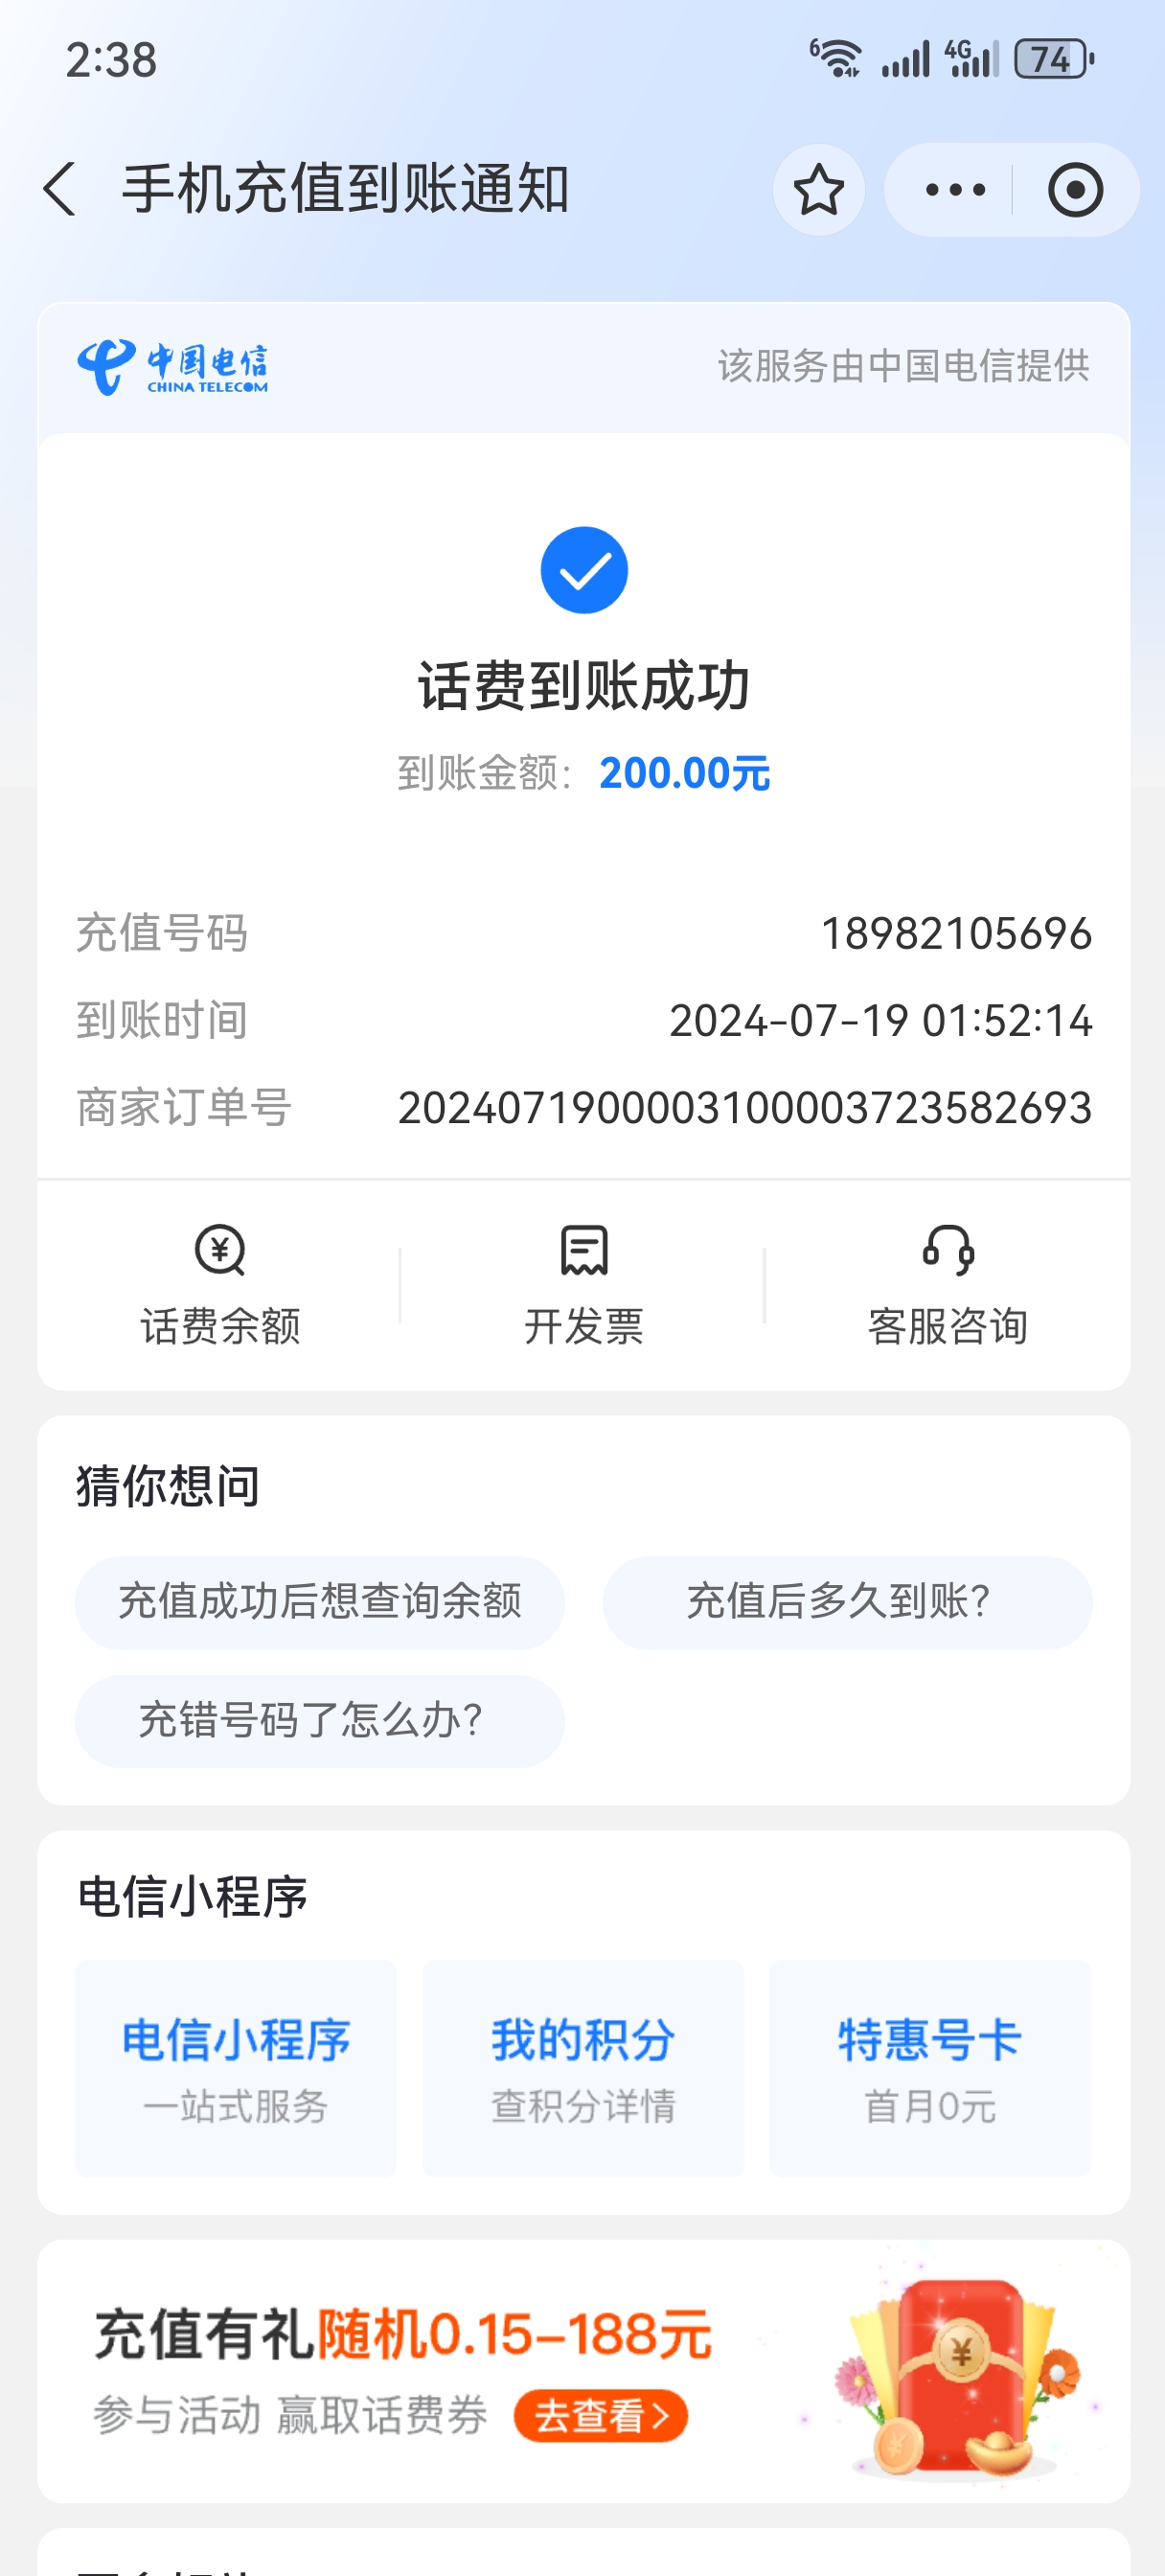 2:38
6
4G
74
手机充值到账通知
中国电信
CHINA TELECOM
该服务由中国电信提供
话费到账成功
到账金额：200.00元
充值号码 18982105696
到账时间 2024-07-19 01:52:14
商家订单号 2024071900003100003723582693
话费余额 开发票 客服咨询
猜你想问
充值成功后想查询余额 充值后多久到账?
充错号码了怎么办?
电信小程序
电信小程序 我的积分 特惠号卡
一站式服务 查积分详情 首月0元
充值有礼随机0.15-188元
参与活动 赢取话费券 去查看>